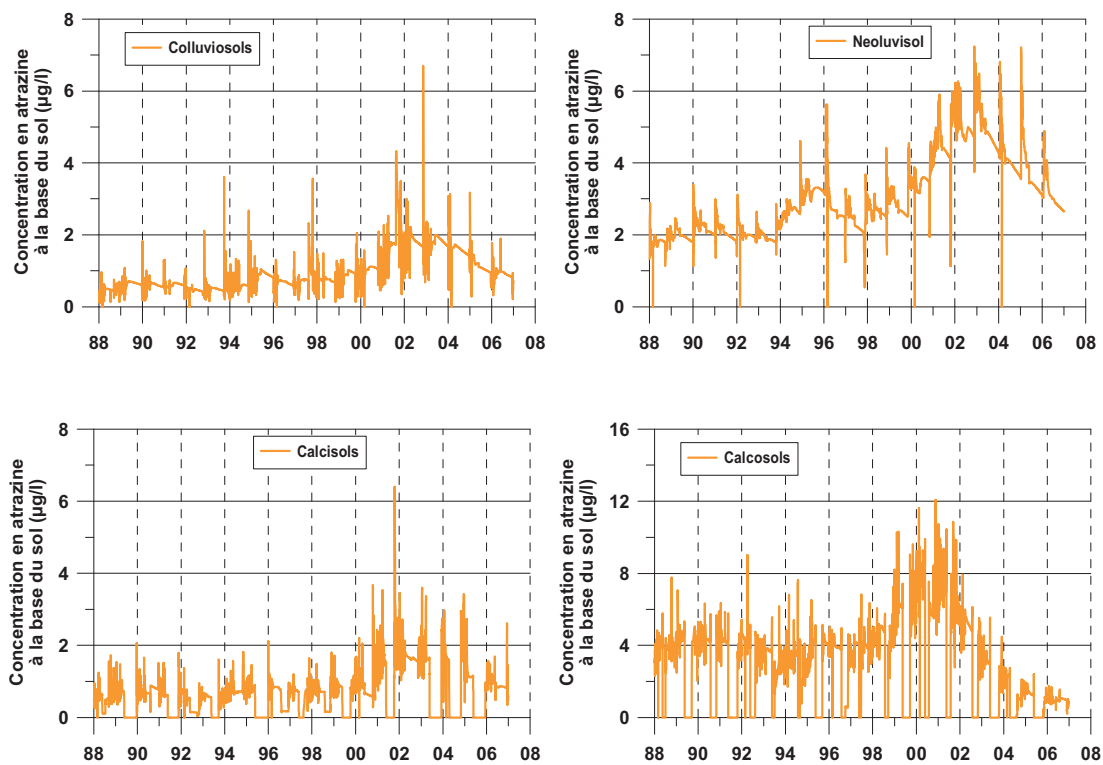 Colluviosols
Concentration en atrazine
à la base du sol (µg/l)
8
6
4
2
0
88 90 92 94 96 98 00 02 04 06 08
Neoluvisol
Concentration en atrazine
à la base du sol (µg/l)
8
6
4
2
0
88 90 92 94 96 98 00 02 04 06 08
Calcisols
Concentration en atrazine
à la base du sol (µg/l)
8
6
4
2
0
88 90 92 94 96 98 00 02 04 06 08
Calcosols
Concentration en atrazine
à la base du sol (µg/l)
16
12
8
4
0
88 90 92 94 96 98 00 02 04 06 08